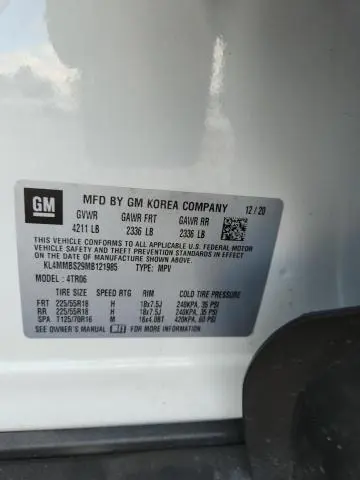 GM
MFD BY GM KOREA COMPANY 12/20
GVWR GAWR FRT GAWR RR
4211 LB 2336 LB 2336 LB
THIS VEHICLE CONFORMS TO ALL APPLICABLE U.S. FEDERAL MOTOR
VEHICLE SAFETY AND THEFT PREVENTION STANDARDS IN EFFECT ON
THE DATE OF MANUFACTURE SHOWN ABOVE.
KL4MMBS29MB121985 TYPE: MPV
MODEL: 4TR06
TIRE SIZE SPEED RTG RIM COLD TIRE PRESSURE
FRT 225/55R18 H 18x7.5J 240KPA, 35 PSI
RR 225/55R18 H 18x7.5J 240KPA, 35 PSI
SPA T125/70R16 M 16x4.0BT 420KPA, 60 PSI
SEE OWNER'S MANUAL FOR ADDITIONAL INFORMATION